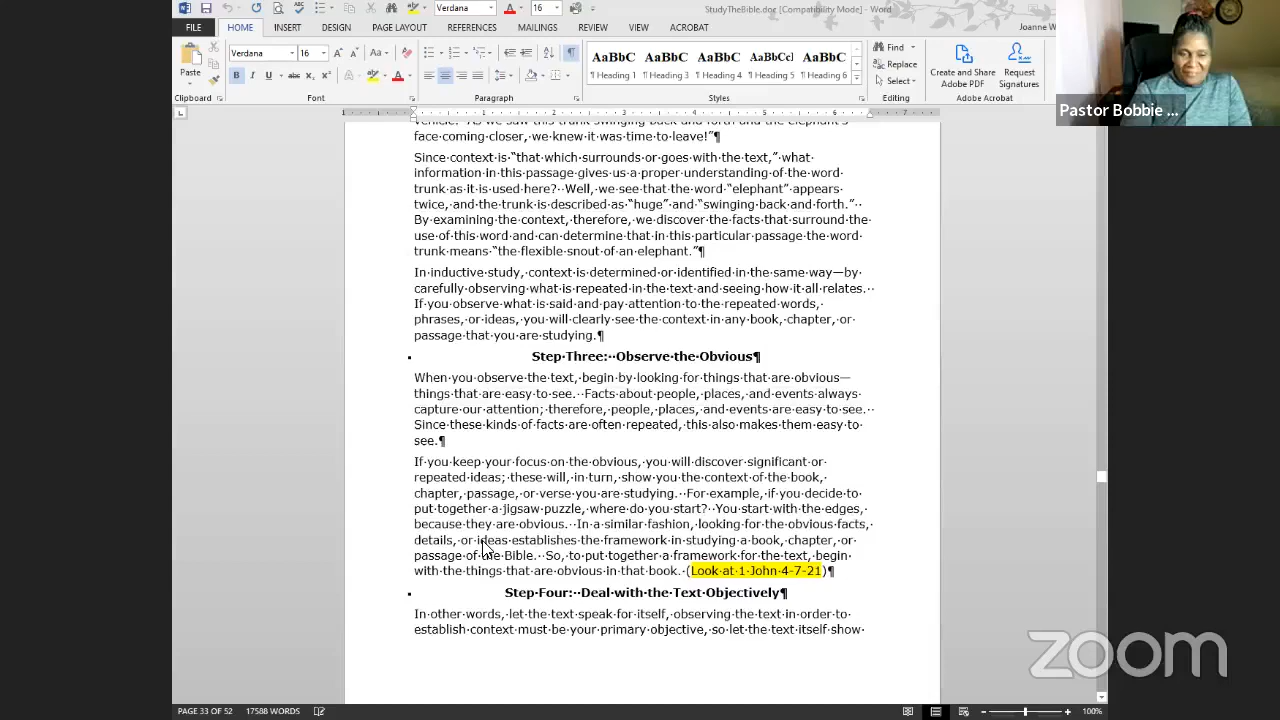 StudyTheBible.doc [Compatibility Mode] - Word
Verdana 16
FILE HOME INSERT DESIGN PAGE LAYOUT REFERENCES MAILINGS REVIEW VIEW ACROBAT Joanne W
Paste
Verdana 16
AaBbC AaBbC AaBbC AaBbCc AaBbC
¶ Heading 1 ¶ Heading 3 ¶ Heading 4 ¶ Heading 5 ¶ Heading 6
Find
Replace
Select
Create and Share Adobe PDF
Request Signatures
Clipboard Font Paragraph Styles Editing Adobe Acrobat
Pastor Bobbie ...
face·coming·closer,·we·knew·it·was·time·to·leave!"¶
Since·context·is·"that·which·surrounds·or·goes·with·the·text,"·what·
information·in·this·passage·gives·us·a·proper·understanding·of·the·word·
trunk·as·it·is·used·here?··Well,·we·see·that·the·word·"elephant"·appears·
twice,·and·the·trunk·is·described·as·"huge"·and·"swinging·back·and·forth."··
By·examining·the·context,·therefore,·we·discover·the·facts·that·surround·the·
use·of·this·word·and·can·determine·that·in·this·particular·passage·the·word·
trunk·means·"the·flexible·snout·of·an·elephant."¶
In·inductive·study,·context·is·determined·or·identified·in·the·same·way—by·
carefully·observing·what·is·repeated·in·the·text·and·seeing·how·it·all·relates.··
If·you·observe·what·is·said·and·pay·attention·to·the·repeated·words,·
phrases,·or·ideas,·you·will·clearly·see·the·context·in·any·book,·chapter,·or·
passage·that·you·are·studying.¶
Step·Three:··Observe·the·Obvious¶
When·you·observe·the·text,·begin·by·looking·for·things·that·are·obvious—
things·that·are·easy·to·see.··Facts·about·people,·places,·and·events·always·
capture·our·attention;·therefore,·people,·places,·and·events·are·easy·to·see.··
Since·these·kinds·of·facts·are·often·repeated,·this·also·makes·them·easy·to·
see.¶
If·you·keep·your·focus·on·the·obvious,·you·will·discover·significant·or·
repeated·ideas;·these·will,·in·turn,·show·you·the·context·of·the·book,·
chapter,·passage,·or·verse·you·are·studying.··For·example,·if·you·decide·to·
put·together·a·jigsaw·puzzle,·where·do·you·start?··You·start·with·the·edges,·
because·they·are·obvious.··In·a·similar·fashion,·looking·for·the·obvious·facts,·
details,·or·ideas·establishes·the·framework·in·studying·a·book,·chapter,·or·
passage·of·the·Bible.··So,·to·put·together·a·framework·for·the·text,·begin·
with·the·things·that·are·obvious·in·that·book.·(Look·at·1·John·4-7-21)¶
Step·Four:··Deal·with·the·Text·Objectively¶
In·other·words,·let·the·text·speak·for·itself,·observing·the·text·in·order·to·
establish·context·must·be·your·primary·objective,·so·let·the·text·itself·show·
zoom
PAGE 33 OF 52 17588 WORDS 100%